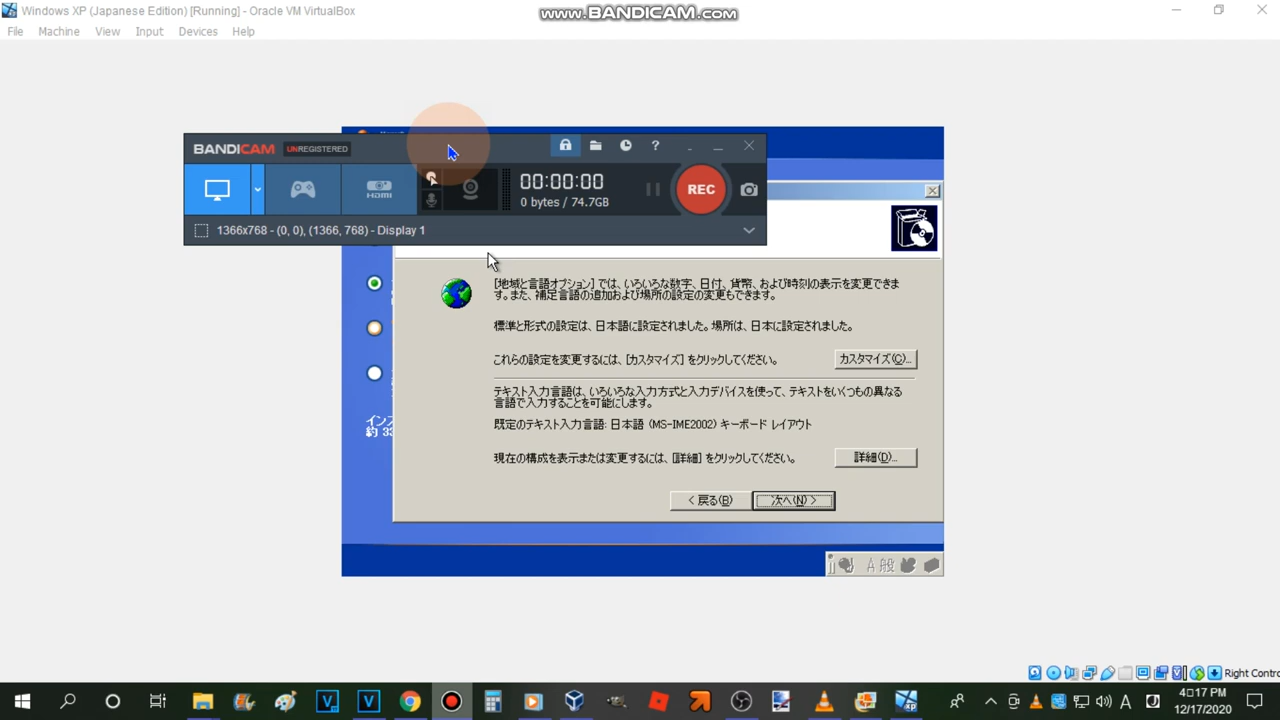 Windows XP (Japanese Edition) [Running] - Oracle VM VirtualBox
www.BANDICAM.com
File Machine View Input Devices Help
BANDICAM UNREGISTERED
?
HDMI
00:00:00
REC
0 bytes / 74.7GB
1366x768 - (0, 0), (1366, 768) - Display 1
[地域と言語オプション] では、いろいろな数字、日付、貨幣、および時刻の表示を変更できま
す。また、補足言語の追加および場所の設定の変更もできます。
標準と形式の設定は、日本語に設定されました。場所は、日本に設定されました。
これらの設定を変更するには、[カスタマイズ] をクリックしてください。
カスタマイズ(C)...
テキスト入力言語は、いろいろな入力方式と入力デバイスを使って、テキストをいくつもの異なる
言語で入力することを可能にします。
既定のテキスト入力言語: 日本語 (MS-IME2002) キーボード レイアウト
現在の構成を表示または変更するには、[詳細] をクリックしてください。
詳細(D)...
< 戻る(B)
次へ(N) >
インス
約 33
A 般
Right Contro
A
4:17 PM
12/17/2020